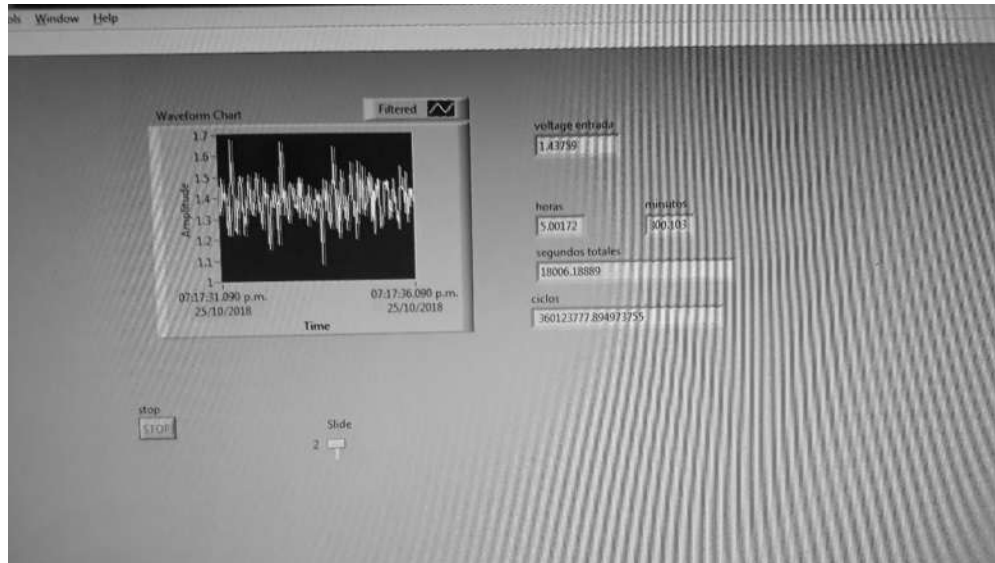 ols Window Help
Waveform Chart
Filtered
Amplitude
1.7
1.6
1.5
1.4
1.3
1.2
1.1
1
07:17:31.090 p.m.
25/10/2018
07:17:36.090 p.m.
25/10/2018
Time
voltage entrada
1.43759
horas
5.00172
minutos
300.103
segundos totales
18006.18889
ciclos
360123777.894973755
stop
STOP
Slide
2